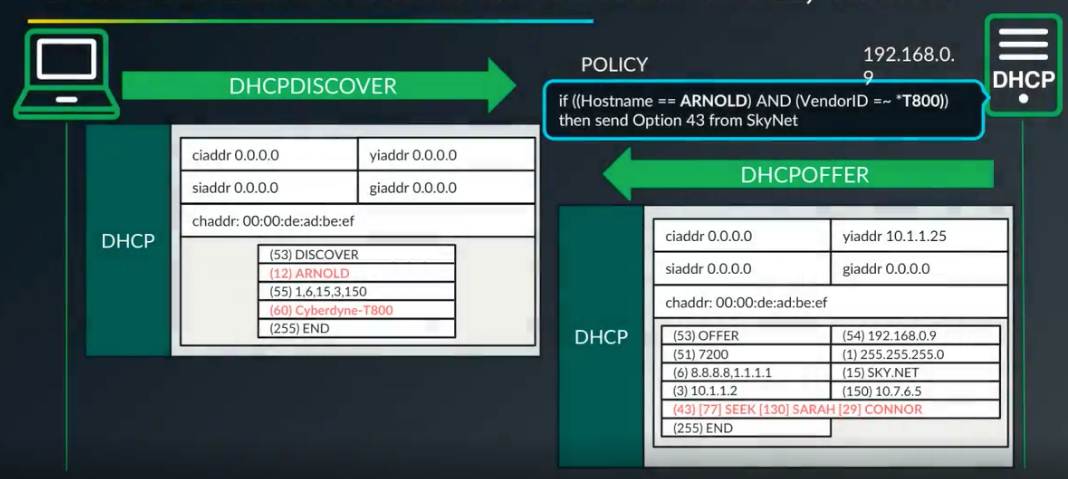 DHCPDISCOVER
POLICY
192.168.0.
9
DHCP
if ((Hostname == ARNOLD) AND (VendorID =~ *T800))
then send Option 43 from SkyNet
DHCPOFFER
DHCP
ciaddr 0.0.0.0 yiaddr 0.0.0.0
siaddr 0.0.0.0 giaddr 0.0.0.0
chaddr: 00:00:de:ad:be:ef
(53) DISCOVER
(12) ARNOLD
(55) 1,6,15,3,150
(60) Cyberdyne-T800
(255) END
DHCP
ciaddr 0.0.0.0 yiaddr 10.1.1.25
siaddr 0.0.0.0 giaddr 0.0.0.0
chaddr: 00:00:de:ad:be:ef
(53) OFFER (54) 192.168.0.9
(51) 7200 (1) 255.255.255.0
(6) 8.8.8.8,1.1.1.1 (15) SKY.NET
(3) 10.1.1.2 (150) 10.7.6.5
(43) [77] SEEK [130] SARAH [29] CONNOR
(255) END